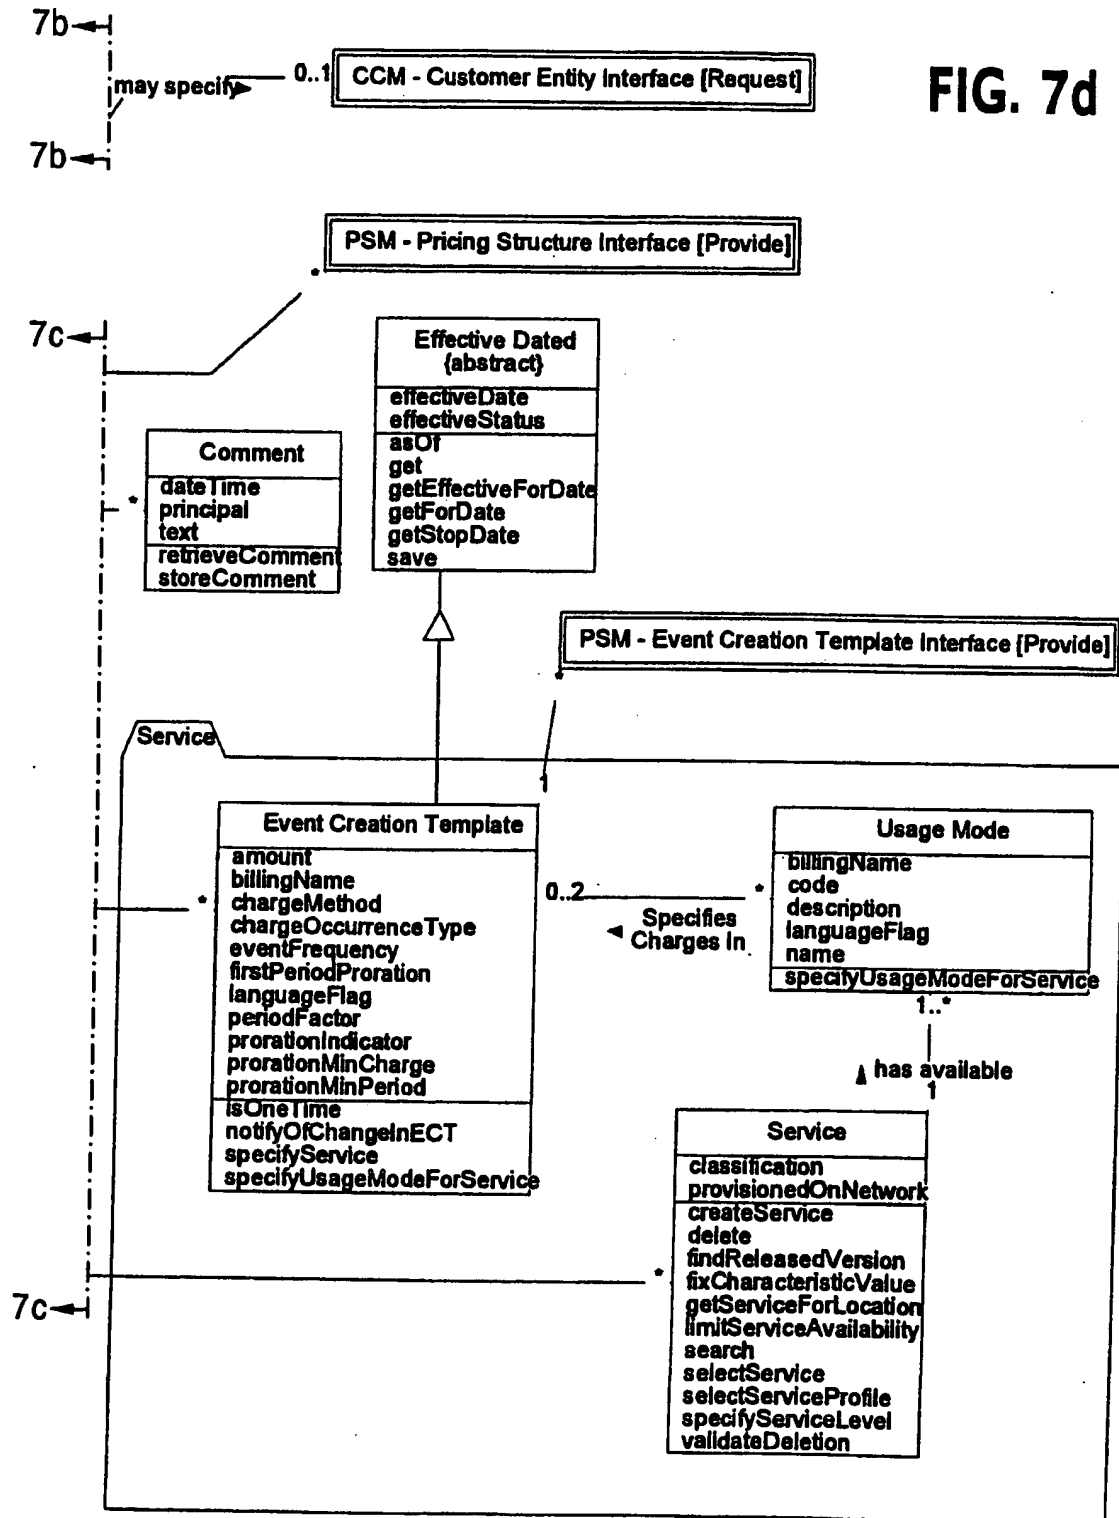 7b
may specify
0..1
CCM - Customer Entity Interface [Request]
FIG. 7d
7b
PSM - Pricing Structure Interface [Provide]
*
7c
Effective Dated
{abstract}
effectiveDate
effectiveStatus
asOf
get
getEffectiveForDate
getForDate
getStopDate
save
Comment
*
dateTime
principal
text
retrieveComment
storeComment
PSM - Event Creation Template Interface [Provide]
*
1
Service
Event Creation Template
*
amount
billingName
chargeMethod
chargeOccurrenceType
eventFrequency
firstPeriodProration
languageFlag
periodFactor
prorationIndicator
prorationMinCharge
prorationMinPeriod
isOneTime
notifyOfChangeInECT
specifyService
specifyUsageModeForService
0..2
*
Specifies
Charges In
Usage Mode
billingName
code
description
languageFlag
name
specifyUsageModeForService
1..*
has available
1
Service
classification
provisionedOnNetwork
createService
delete
findReleasedVersion
*
fixCharacteristicValue
getServiceForLocation
limitServiceAvailability
search
selectService
selectServiceProfile
specifyServiceLevel
validateDeletion
7c